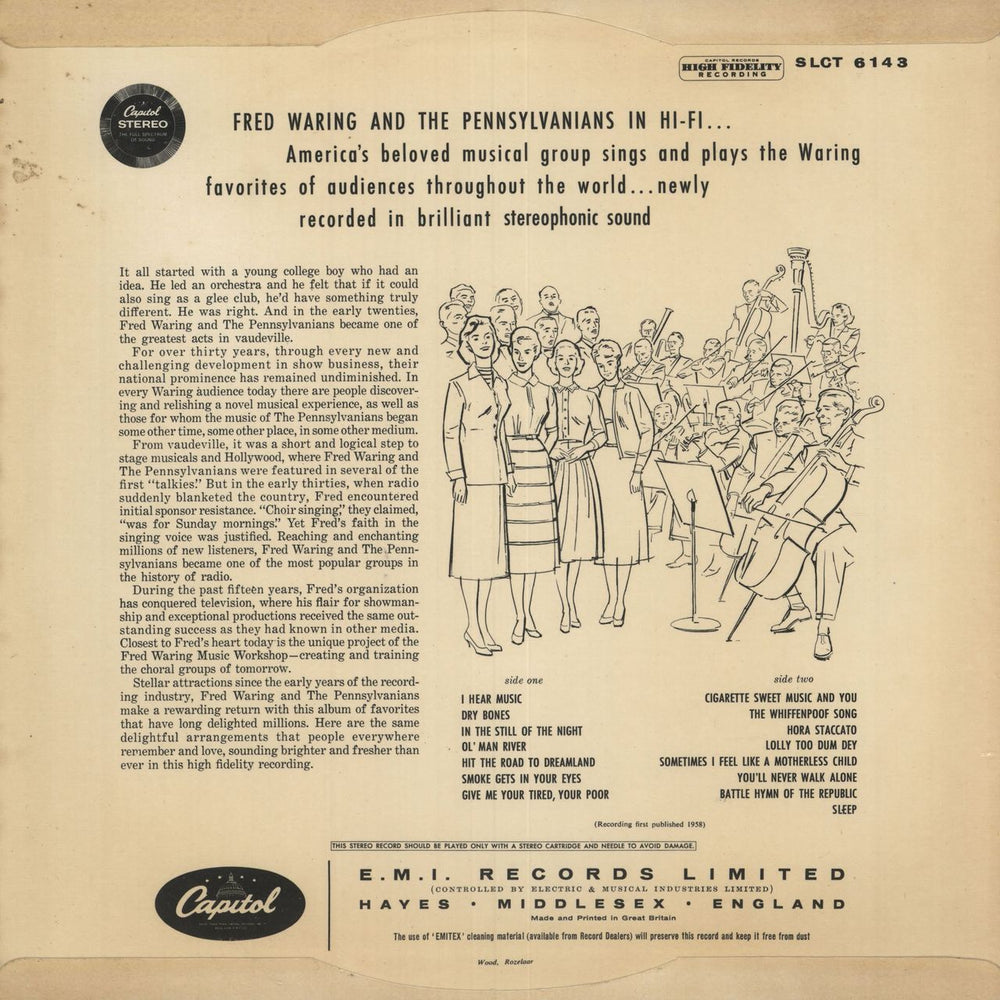 CAPITOL RECORDS
HIGH FIDELITY
RECORDING
SLCT 6143
Capitol
STEREO
THE FULL SPECTRUM
OF SOUND
FRED WARING AND THE PENNSYLVANIANS IN HI-FI...
America's beloved musical group sings and plays the Waring
favorites of audiences throughout the world...newly
recorded in brilliant stereophonic sound
It all started with a young college boy who had an
idea. He led an orchestra and he felt that if it could
also sing as a glee club, he'd have something truly
different. He was right. And in the early twenties,
Fred Waring and The Pennsylvanians became one of
the greatest acts in vaudeville.
For over thirty years, through every new and
challenging development in show business, their
national prominence has remained undiminished. In
every Waring audience today there are people discover-
ing and relishing a novel musical experience, as well as
those for whom the music of The Pennsylvanians began
some other time, some other place, in some other medium.
From vaudeville, it was a short and logical step to
stage musicals and Hollywood, where Fred Waring and
The Pennsylvanians were featured in several of the
first "talkies." But in the early thirties, when radio
suddenly blanketed the country, Fred encountered
initial sponsor resistance. "Choir singing," they claimed,
"was for Sunday mornings." Yet Fred's faith in the
singing voice was justified. Reaching and enchanting
millions of new listeners, Fred Waring and The Penn-
sylvanians became one of the most popular groups in
the history of radio.
During the past fifteen years, Fred's organization
has conquered television, where his flair for showman-
ship and exceptional productions received the same out-
standing success as they had known in other media.
Closest to Fred's heart today is the unique project of the
Fred Waring Music Workshop—creating and training
the choral groups of tomorrow.
Stellar attractions since the early years of the record-
ing industry, Fred Waring and The Pennsylvanians
make a rewarding return with this album of favorites
that have long delighted millions. Here are the same
delightful arrangements that people everywhere
remember and love, sounding brighter and fresher than
ever in this high fidelity recording.
side one
I HEAR MUSIC
DRY BONES
IN THE STILL OF THE NIGHT
OL' MAN RIVER
HIT THE ROAD TO DREAMLAND
SMOKE GETS IN YOUR EYES
GIVE ME YOUR TIRED, YOUR POOR
side two
CIGARETTE SWEET MUSIC AND YOU
THE WHIFFENPOOF SONG
HORA STACCATO
LOLLY TOO DUM DEY
SOMETIMES I FEEL LIKE A MOTHERLESS CHILD
YOU'LL NEVER WALK ALONE
BATTLE HYMN OF THE REPUBLIC
SLEEP
(Recording first published 1958)
THIS STEREO RECORD SHOULD BE PLAYED ONLY WITH A STEREO CARTRIDGE AND NEEDLE TO AVOID DAMAGE.
Capitol
E.M.I. RECORDS LIMITED
(CONTROLLED BY ELECTRIC & MUSICAL INDUSTRIES LIMITED)
HAYES · MIDDLESEX · ENGLAND
Made and Printed in Great Britain
The use of 'EMITEX' cleaning material (available from Record Dealers) will preserve this record and keep it free from dust
Wood, Rozelaar